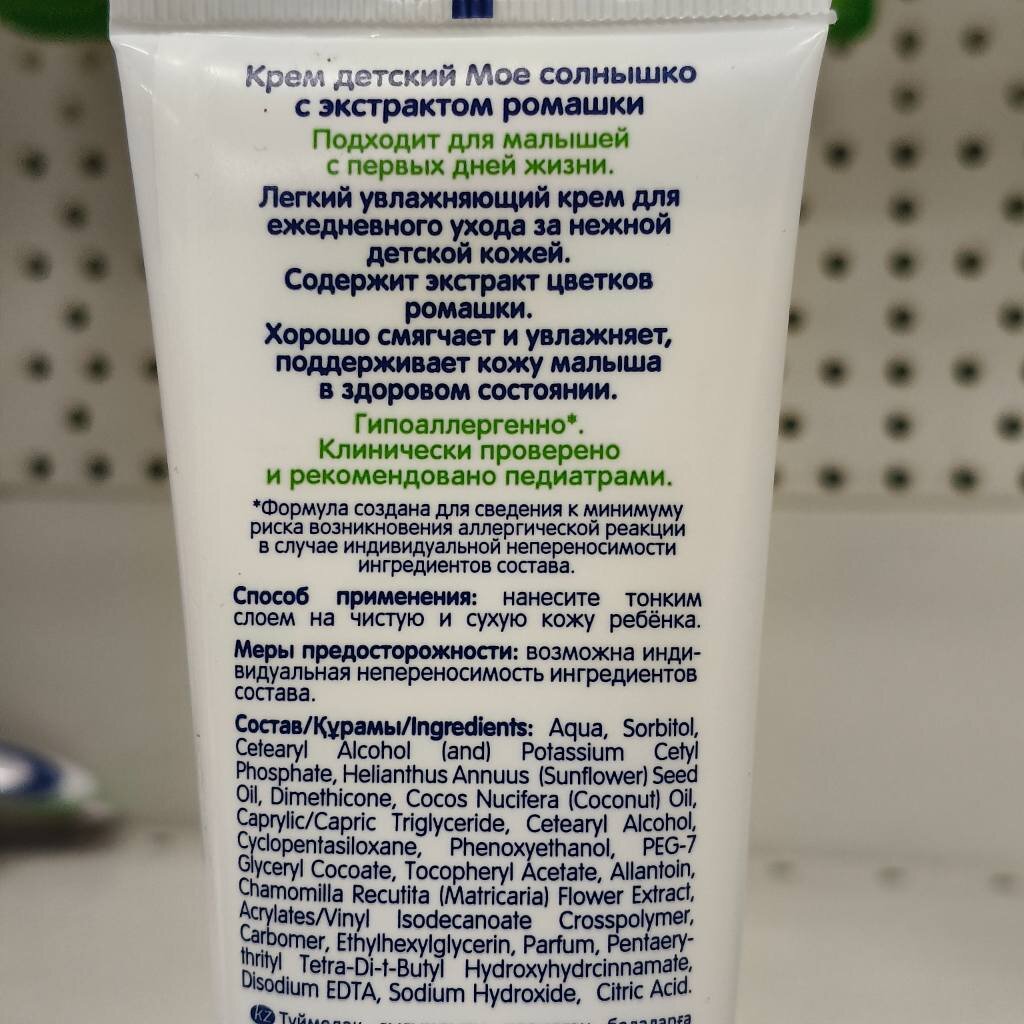 Крем детский Мое солнышко
с экстрактом ромашки
Подходит для малышей
с первых дней жизни.
Легкий увлажняющий крем для
ежедневного ухода за нежной
детской кожей.
Содержит экстракт цветков
ромашки.
Хорошо смягчает и увлажняет,
поддерживает кожу малыша
в здоровом состоянии.
Гипоаллергенно*.
Клинически проверено
и рекомендовано педиатрами.
*Формула создана для сведения к минимуму
риска возникновения аллергической реакции
в случае индивидуальной непереносимости
ингредиентов состава.
Способ применения: нанесите тонким
слоем на чистую и сухую кожу ребёнка.
Меры предосторожности: возможна инди-
видуальная непереносимость ингредиентов
состава.
Состав/Құрамы/Ingredients: Aqua, Sorbitol,
Cetearyl Alcohol (and) Potassium Cetyl
Phosphate, Helianthus Annuus (Sunflower) Seed
Oil, Dimethicone, Cocos Nucifera (Coconut) Oil,
Caprylic/Capric Triglyceride, Cetearyl Alcohol,
Cyclopentasiloxane, Phenoxyethanol, PEG-7
Glyceryl Cocoate, Tocopheryl Acetate, Allantoin,
Chamomilla Recutita (Matricaria) Flower Extract,
Acrylates/Vinyl Isodecanoate Crosspolymer,
Carbomer, Ethylhexylglycerin, Parfum, Pentaery-
thrityl Tetra-Di-t-Butyl Hydroxyhydrcinnamate,
Disodium EDTA, Sodium Hydroxide, Citric Acid.
kz